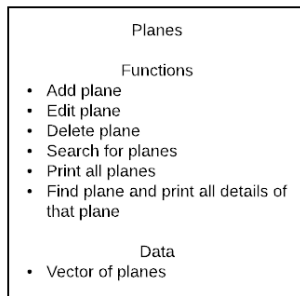 Planes
Functions
• Add plane
• Edit plane
• Delete plane
• Search for planes
• Print all planes
• Find plane and print all details of
that plane
Data
• Vector of planes